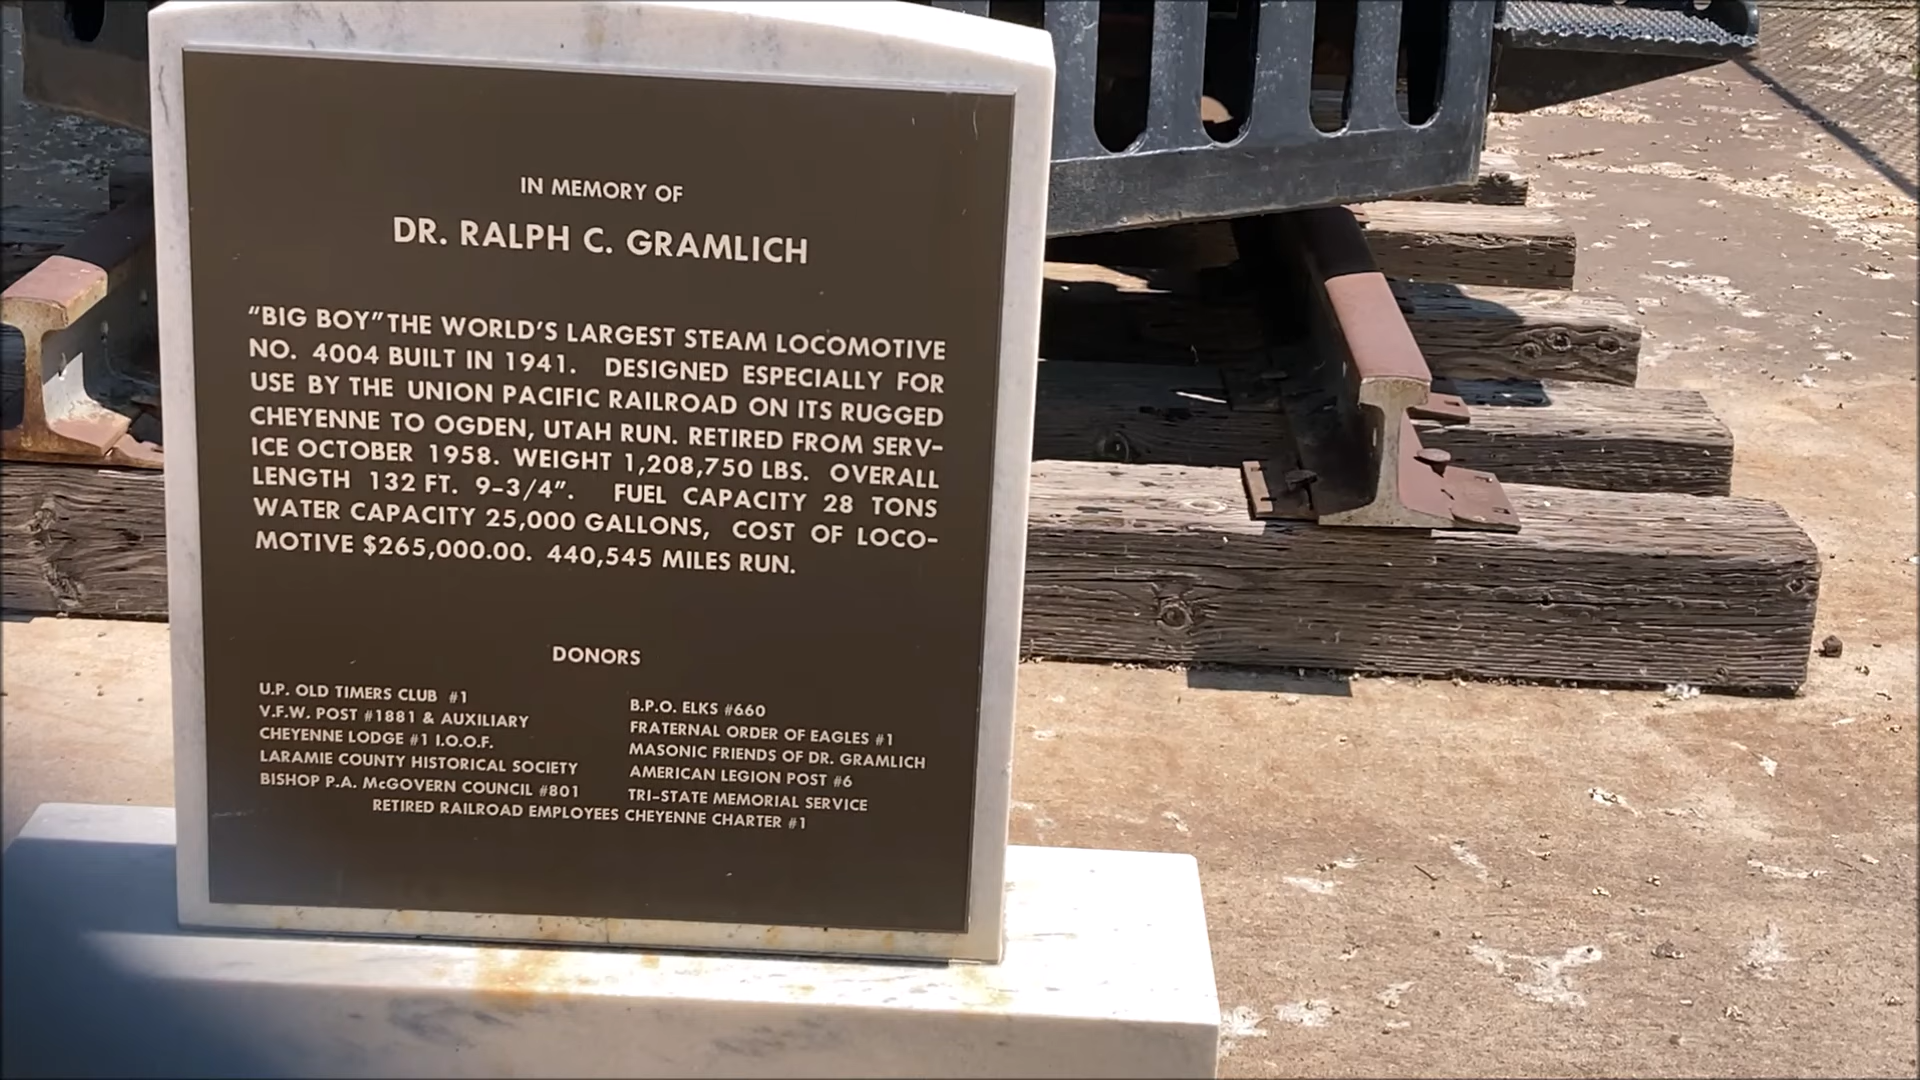 IN MEMORY OF
DR. RALPH C. GRAMLICH
"BIG BOY" THE WORLD'S LARGEST STEAM LOCOMOTIVE
NO. 4004 BUILT IN 1941. DESIGNED ESPECIALLY FOR
USE BY THE UNION PACIFIC RAILROAD ON ITS RUGGED
CHEYENNE TO OGDEN, UTAH RUN. RETIRED FROM SERV-
ICE OCTOBER 1958. WEIGHT 1,208,750 LBS. OVERALL
LENGTH 132 FT. 9-3/4". FUEL CAPACITY 28 TONS
WATER CAPACITY 25,000 GALLONS, COST OF LOCO-
MOTIVE $265,000.00. 440,545 MILES RUN.
DONORS
U.P. OLD TIMERS CLUB #1
V.F.W. POST #1881 & AUXILIARY
CHEYENNE LODGE #1 I.O.O.F.
LARAMIE COUNTY HISTORICAL SOCIETY
BISHOP P.A. McGOVERN COUNCIL #801
B.P.O. ELKS #660
FRATERNAL ORDER OF EAGLES #1
MASONIC FRIENDS OF DR. GRAMLICH
AMERICAN LEGION POST #6
TRI-STATE MEMORIAL SERVICE
RETIRED RAILROAD EMPLOYEES CHEYENNE CHARTER #1